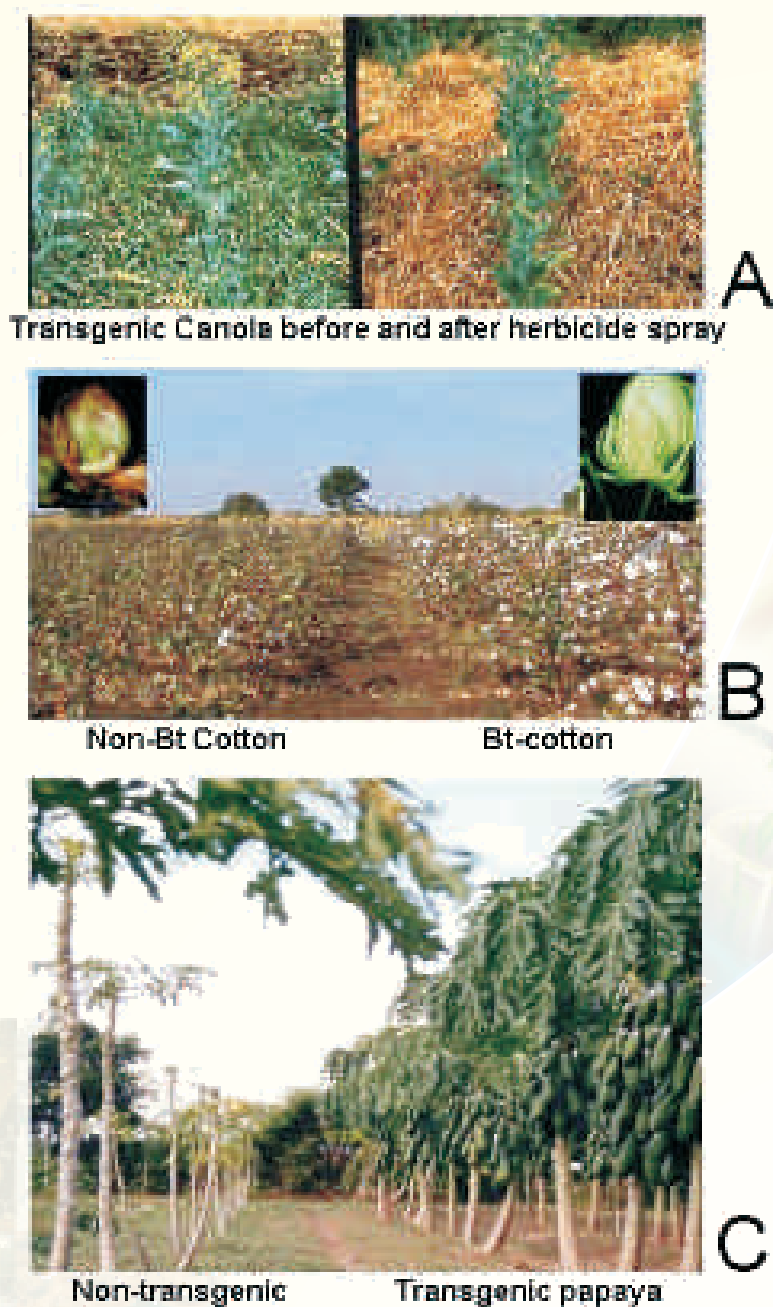 A
Transgenic Canola before and after herbicide spray
B
Non-Bt Cotton Bt-cotton
C
Non-transgenic Transgenic papaya